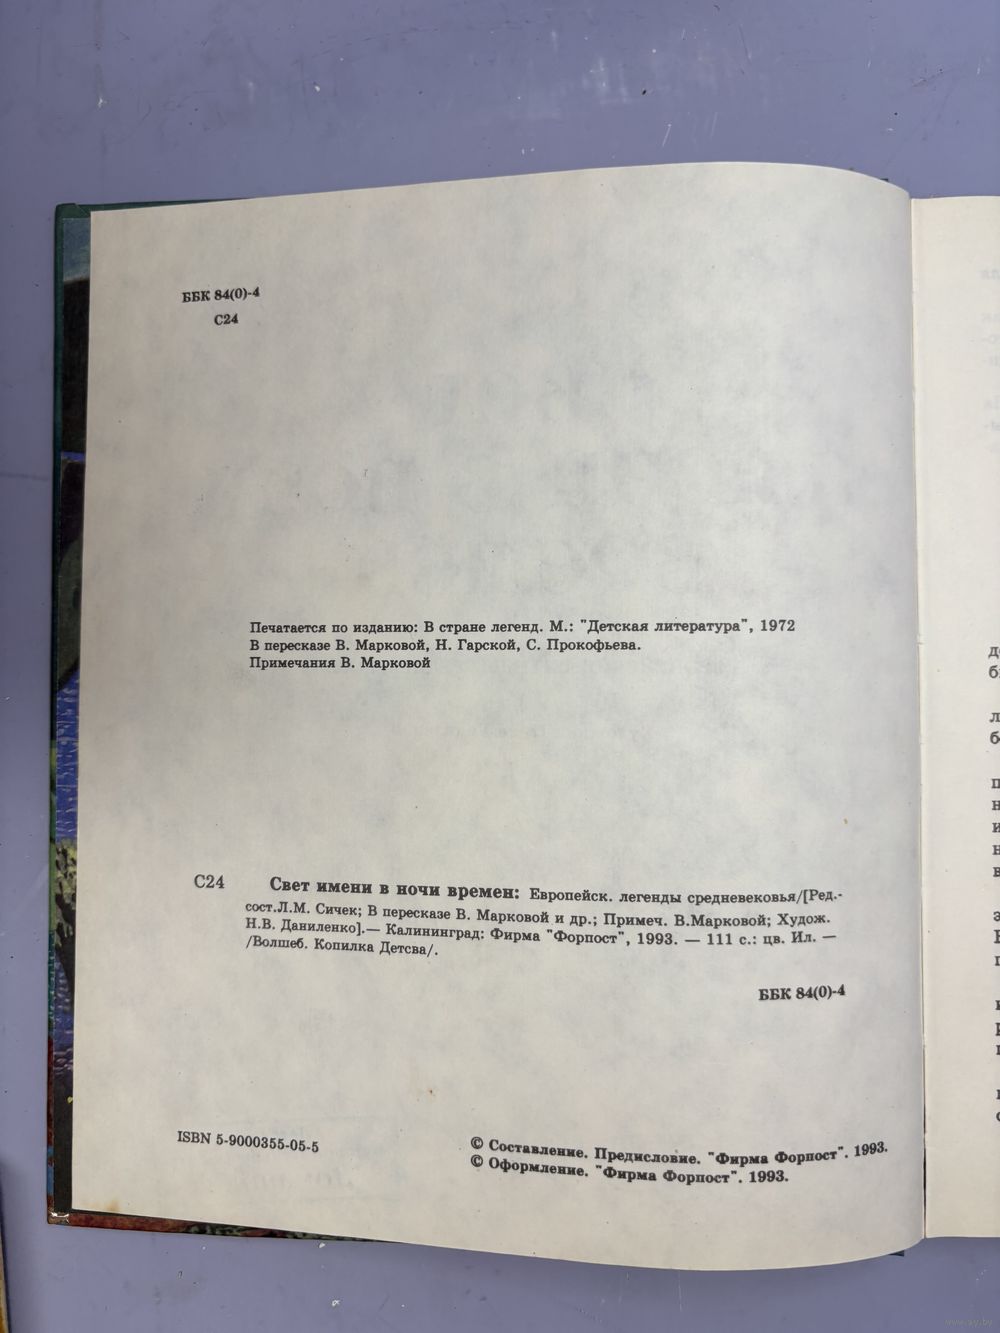 ББК 84(0)-4
С24
Печатается по изданию: В стране легенд. М.: "Детская литература", 1972
В пересказе В. Марковой, Н. Гарской, С. Прокофьева.
Примечания В. Марковой
С24 Свет имени в ночи времен: Европейск. легенды средневековья/[Ред.-
сост.Л.М. Сичек; В пересказе В. Марковой и др.; Примеч. В.Марковой; Худож.
Н.В. Даниленко].— Калининград: Фирма "Форпост", 1993. — 111 с.: цв. Ил. —
/Волшеб. Копилка Детсва/.
ББК 84(0)-4
ISBN 5-9000355-05-5
© Составление. Предисловие. "Фирма Форпост". 1993.
© Оформление. "Фирма Форпост". 1993.